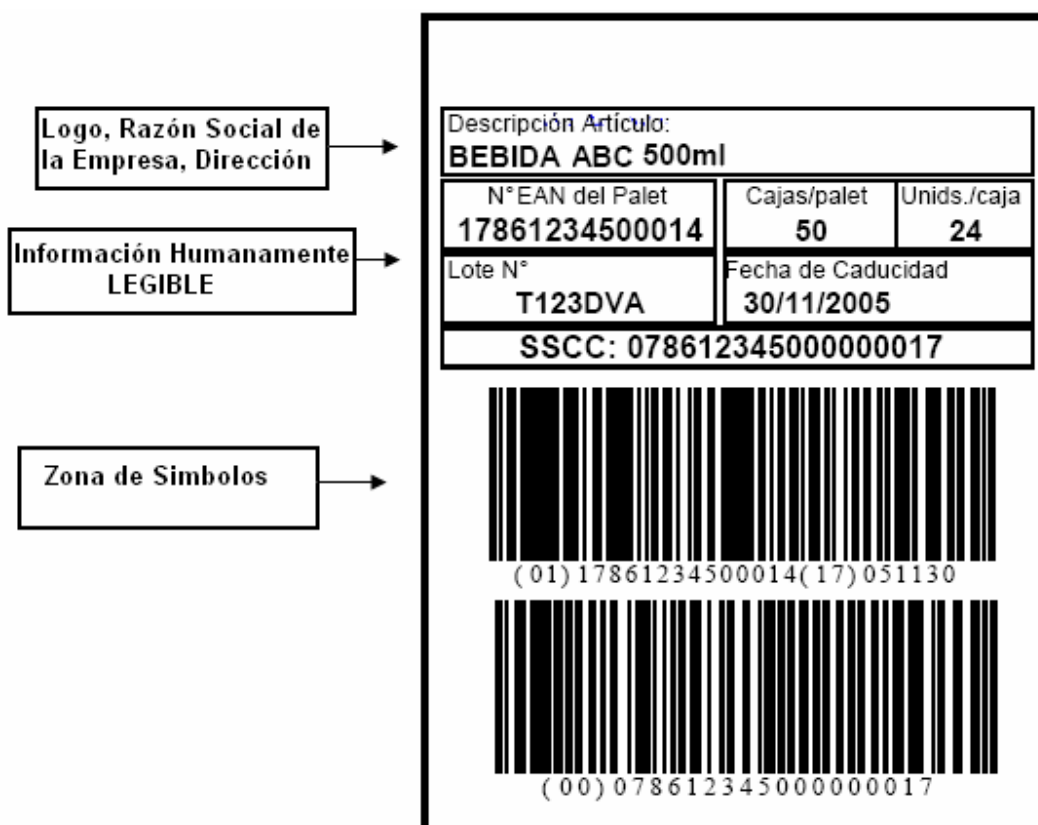 Logo, Razón Social de
la Empresa, Dirección
Información Humanamente
LEGIBLE
Zona de Simbolos
Descripción Artículo:
BEBIDA ABC 500ml
N° EAN del Palet
17861234500014
Cajas/palet
50
Unids./caja
24
Lote N°
T123DVA
Fecha de Caducidad
30/11/2005
SSCC: 078612345000000017
(01)17861234500014(17)051130
(00)078612345000000017